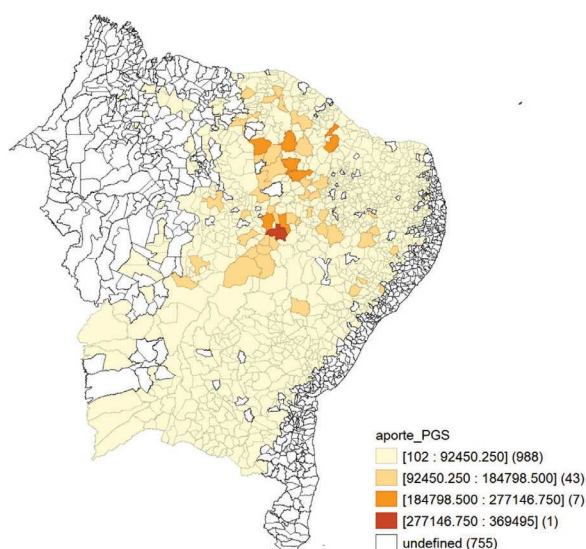 aporte_PGS
[102 : 92450.250] (988)
[92450.250 : 184798.500] (43)
[184798.500 : 277146.750] (7)
[277146.750 : 369495] (1)
undefined (755)